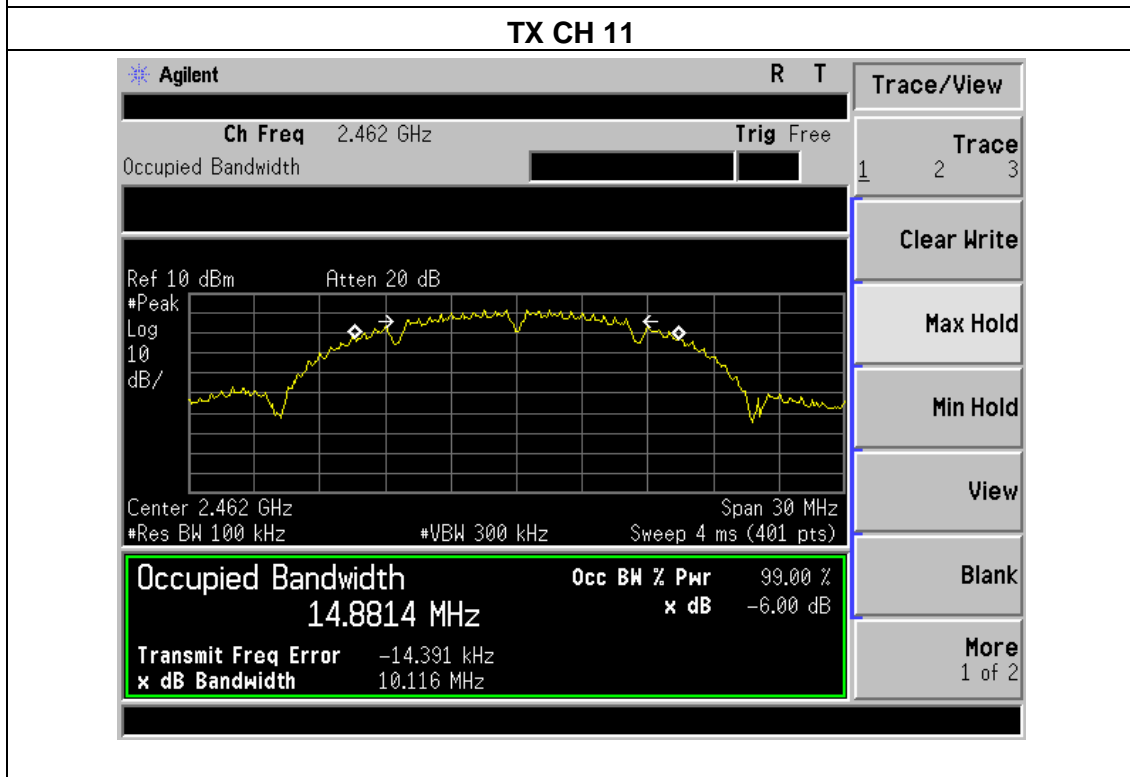 TX CH 11
Agilent R T
Ch Freq 2.462 GHz Trig Free
Occupied Bandwidth
Ref 10 dBm Atten 20 dB
#Peak
Log
10
dB/
Center 2.462 GHz Span 30 MHz
#Res BW 100 kHz #VBW 300 kHz Sweep 4 ms (401 pts)
Occupied Bandwidth Occ BW % Pwr 99.00 %
14.8814 MHz x dB -6.00 dB
Transmit Freq Error -14.391 kHz
x dB Bandwidth 10.116 MHz
Trace/View
Trace
1 2 3
Clear Write
Max Hold
Min Hold
View
Blank
More
1 of 2